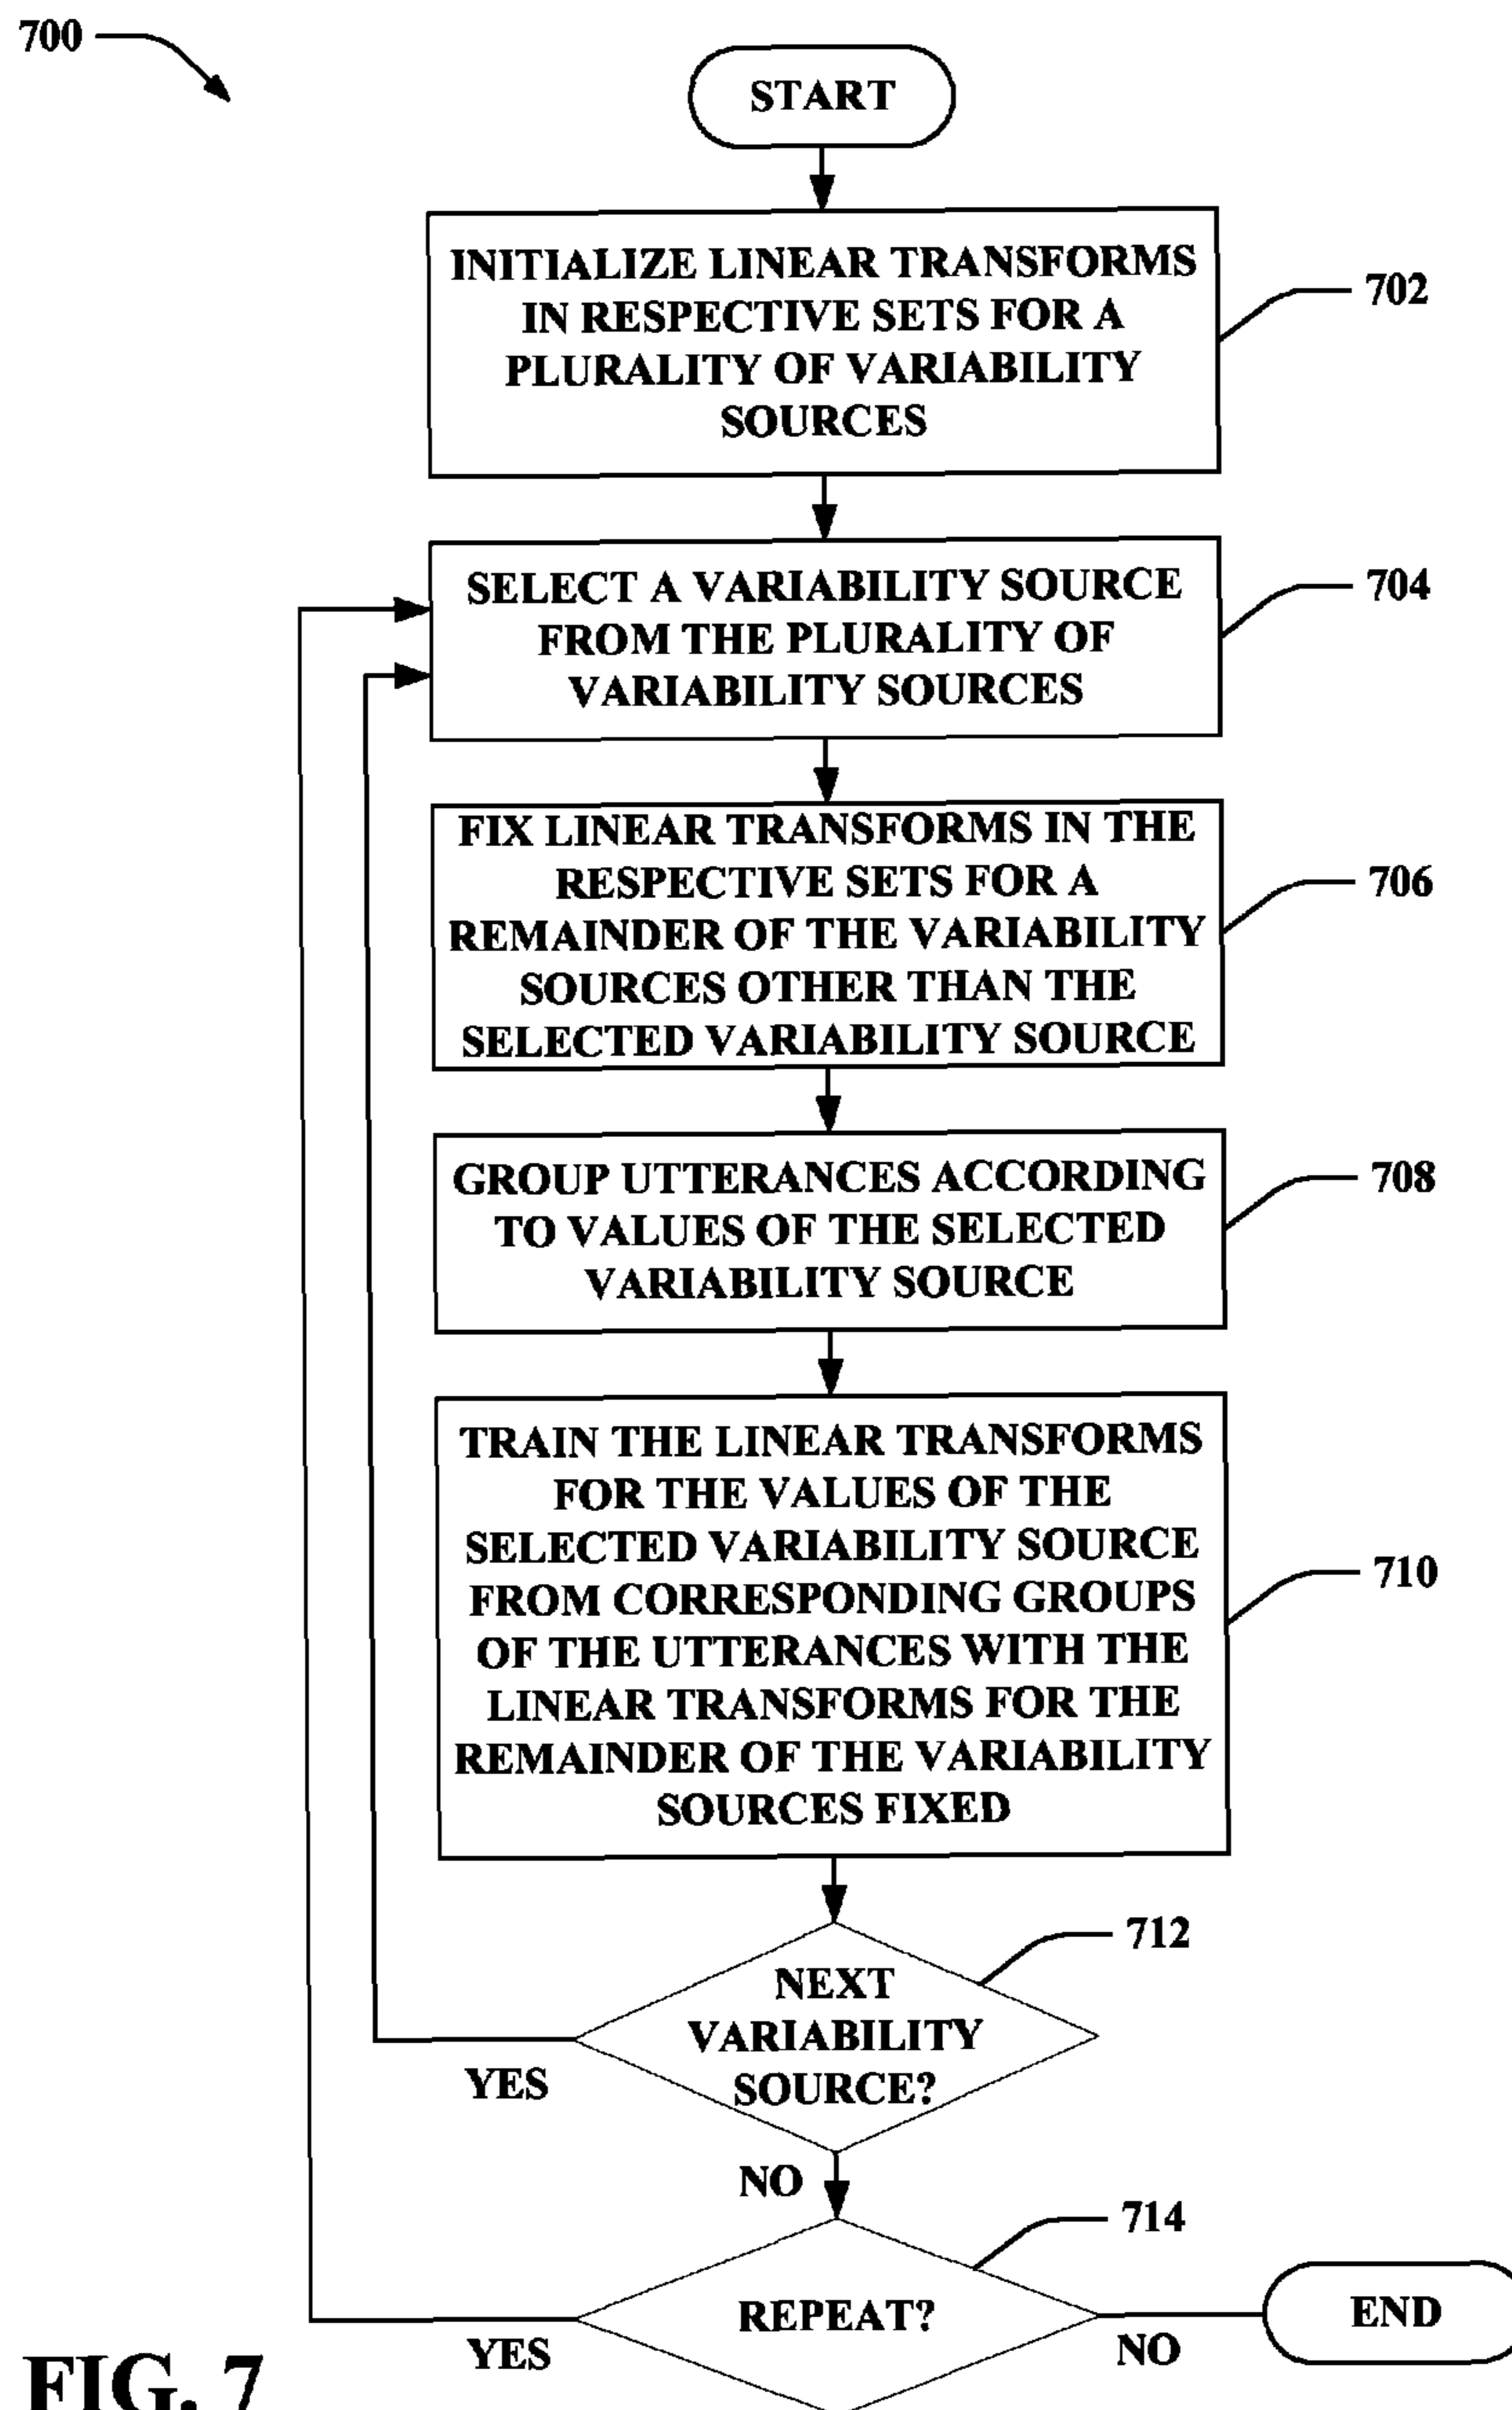 700
START
INITIALIZE LINEAR TRANSFORMS
IN RESPECTIVE SETS FOR A
PLURALITY OF VARIABILITY
SOURCES
702
SELECT A VARIABILITY SOURCE
FROM THE PLURALITY OF
VARIABILITY SOURCES
704
FIX LINEAR TRANSFORMS IN THE
RESPECTIVE SETS FOR A
REMAINDER OF THE VARIABILITY
SOURCES OTHER THAN THE
SELECTED VARIABILITY SOURCE
706
GROUP UTTERANCES ACCORDING
TO VALUES OF THE SELECTED
VARIABILITY SOURCE
708
TRAIN THE LINEAR TRANSFORMS
FOR THE VALUES OF THE
SELECTED VARIABILITY SOURCE
FROM CORRESPONDING GROUPS
OF THE UTTERANCES WITH THE
LINEAR TRANSFORMS FOR THE
REMAINDER OF THE VARIABILITY
SOURCES FIXED
710
NEXT
VARIABILITY
SOURCE?
712
YES
NO
REPEAT?
714
YES
NO
END
FIG. 7